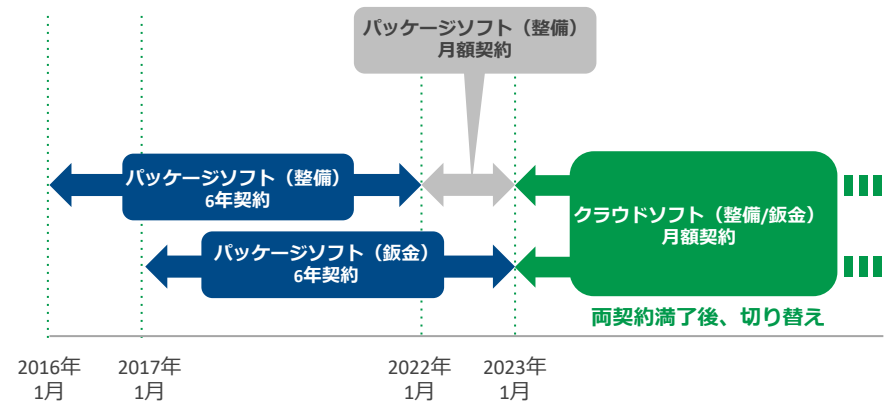 パッケージソフト（整備）
月額契約
パッケージソフト（整備）
6年契約
クラウドソフト（整備/鈑金）
月額契約
パッケージソフト（鈑金）
6年契約
両契約満了後、切り替え
2016年
1月
2017年
1月
2022年
1月
2023年
1月